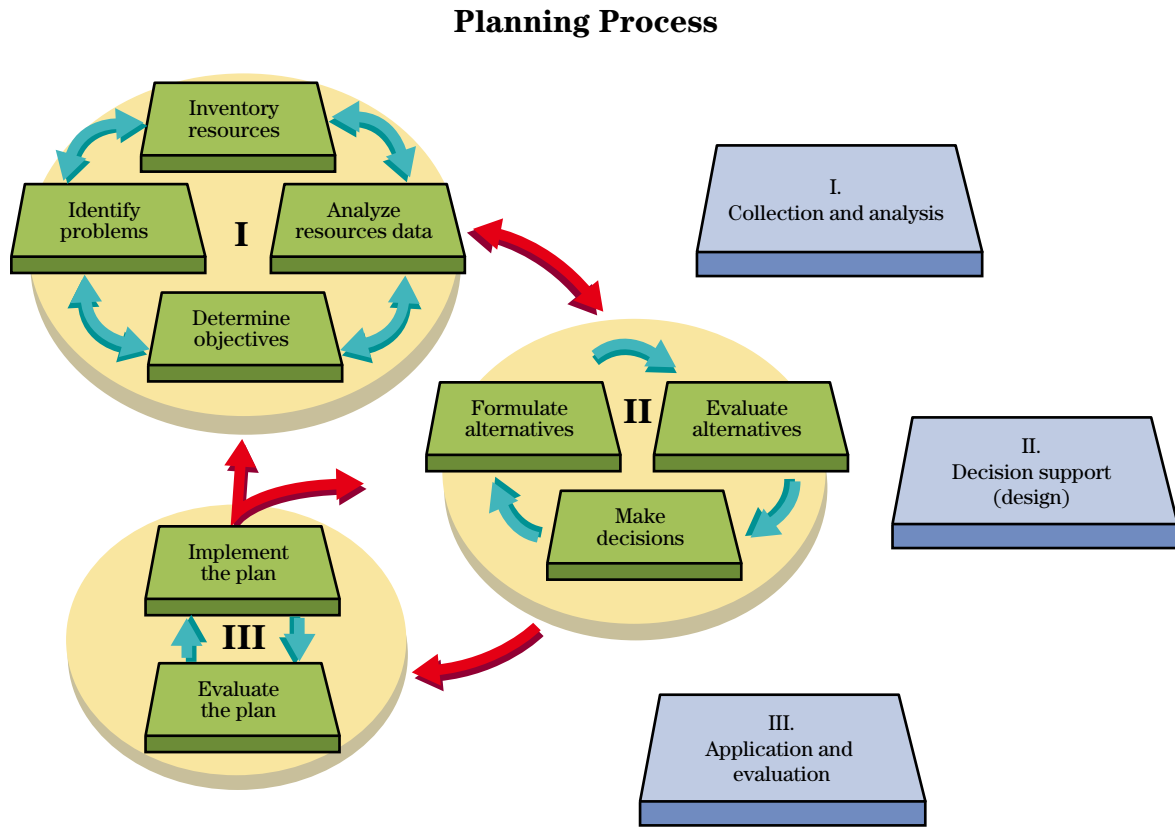 Planning Process
Inventory
resources
Identify
problems
I
Analyze
resources data
Determine
objectives
I.
Collection and analysis
Formulate
alternatives
II
Evaluate
alternatives
Make
decisions
II.
Decision support
(design)
Implement
the plan
III
Evaluate
the plan
III.
Application and
evaluation